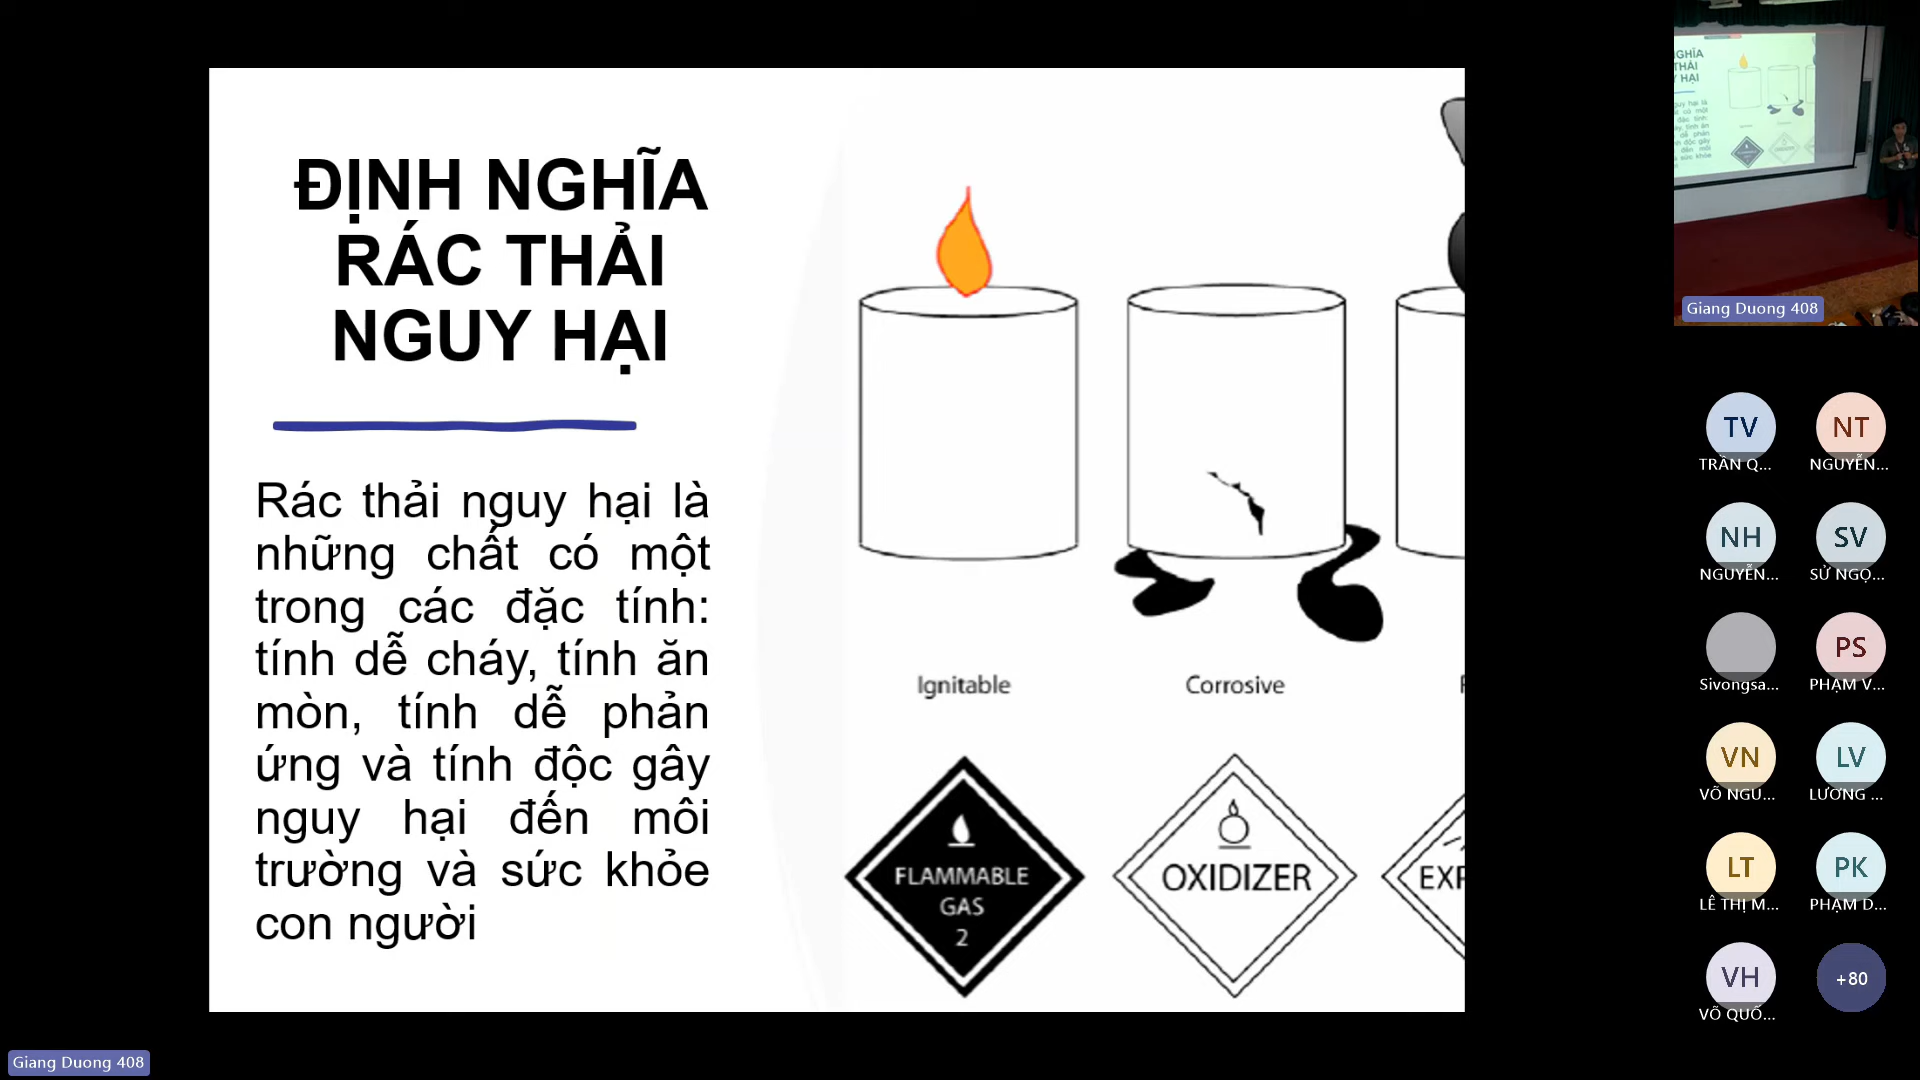 ĐỊNH NGHĨA
RÁC THẢI
NGUY HẠI
Rác thải nguy hại là
những chất có một
trong các đặc tính:
tính dễ cháy, tính ăn
mòn, tính dễ phản
ứng và tính độc gây
nguy hại đến môi
trường và sức khỏe
con người
Ignitable
Corrosive
FLAMMABLE
GAS
2
OXIDIZER
EXP
Giang Duong 408
Giang Duong 408
TV
TRẦN Q...
NT
NGUYỄN...
NH
NGUYỄN...
SV
SỬ NGỌ...
Sivongsa...
PS
PHẠM V...
VN
VÕ NGU...
LV
LƯƠNG ...
LT
LÊ THỊ M...
PK
PHẠM D...
VH
VÕ QUỐ...
+80